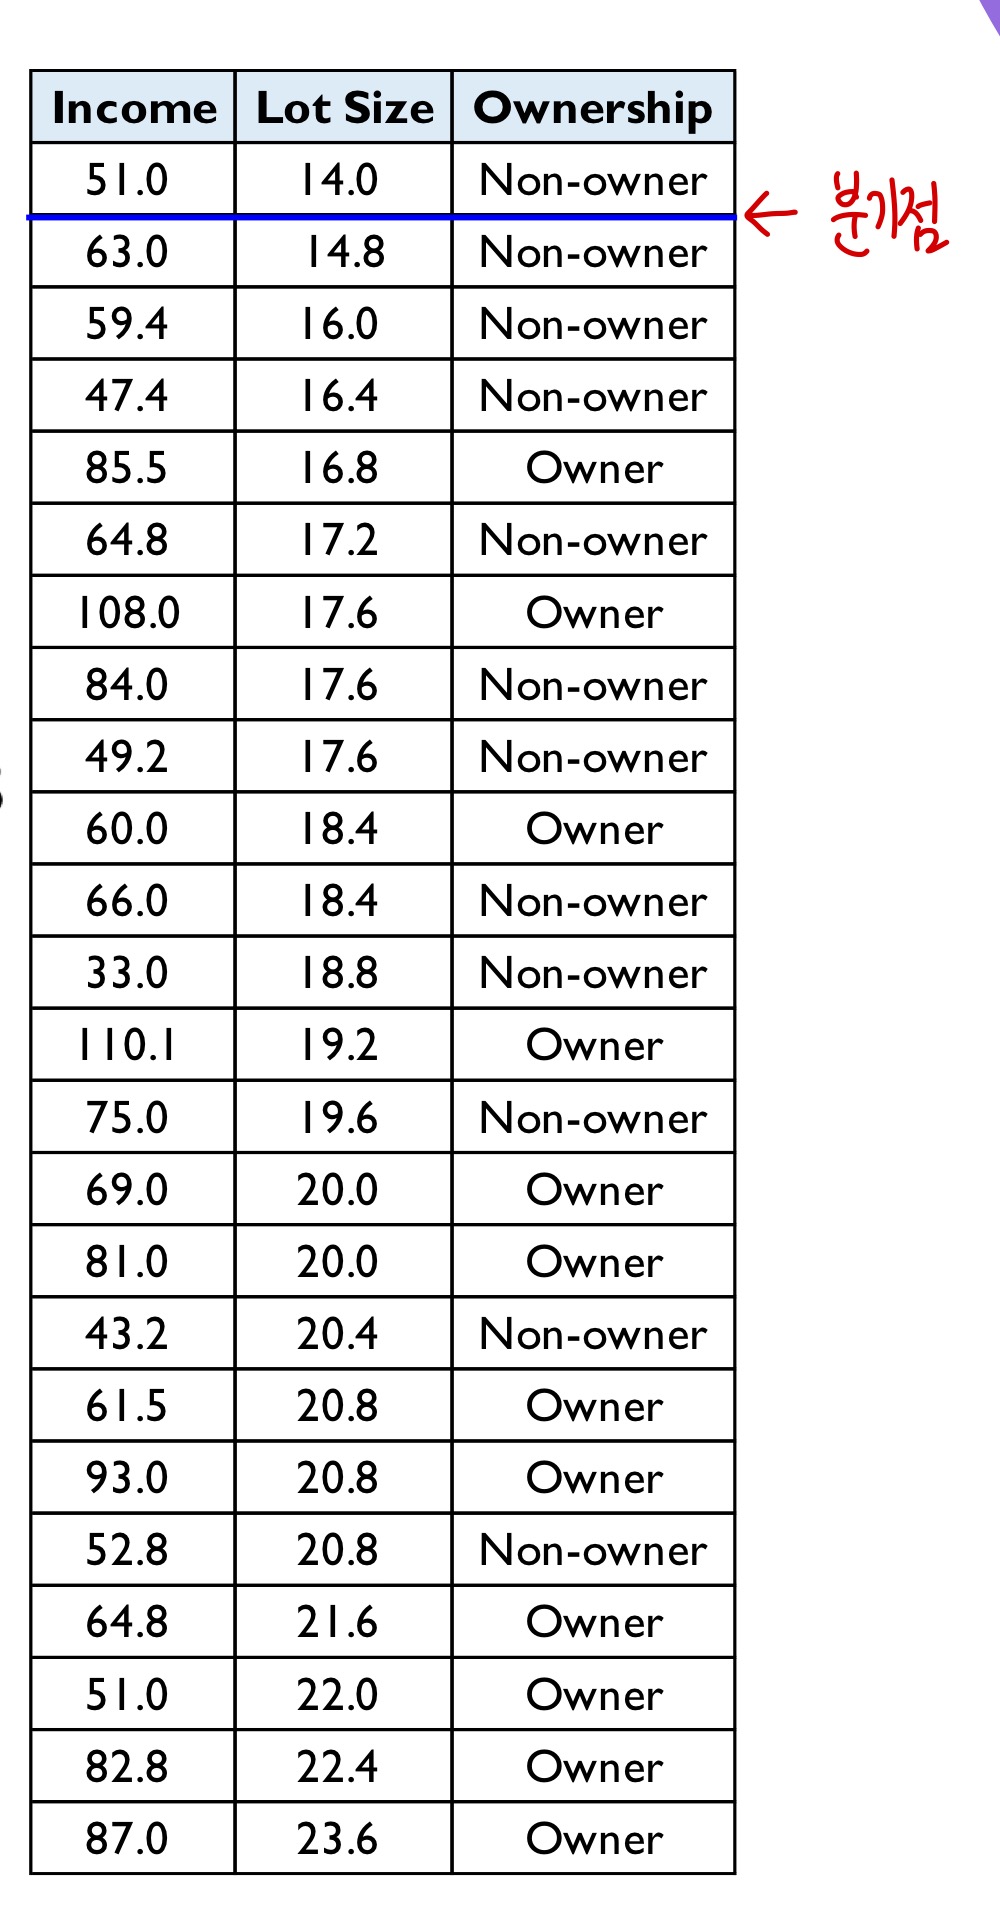 Income Lot Size Ownership
51.0 14.0 Non-owner
← 분기점
63.0 14.8 Non-owner
59.4 16.0 Non-owner
47.4 16.4 Non-owner
85.5 16.8 Owner
64.8 17.2 Non-owner
108.0 17.6 Owner
84.0 17.6 Non-owner
49.2 17.6 Non-owner
60.0 18.4 Owner
66.0 18.4 Non-owner
33.0 18.8 Non-owner
110.1 19.2 Owner
75.0 19.6 Non-owner
69.0 20.0 Owner
81.0 20.0 Owner
43.2 20.4 Non-owner
61.5 20.8 Owner
93.0 20.8 Owner
52.8 20.8 Non-owner
64.8 21.6 Owner
51.0 22.0 Owner
82.8 22.4 Owner
87.0 23.6 Owner